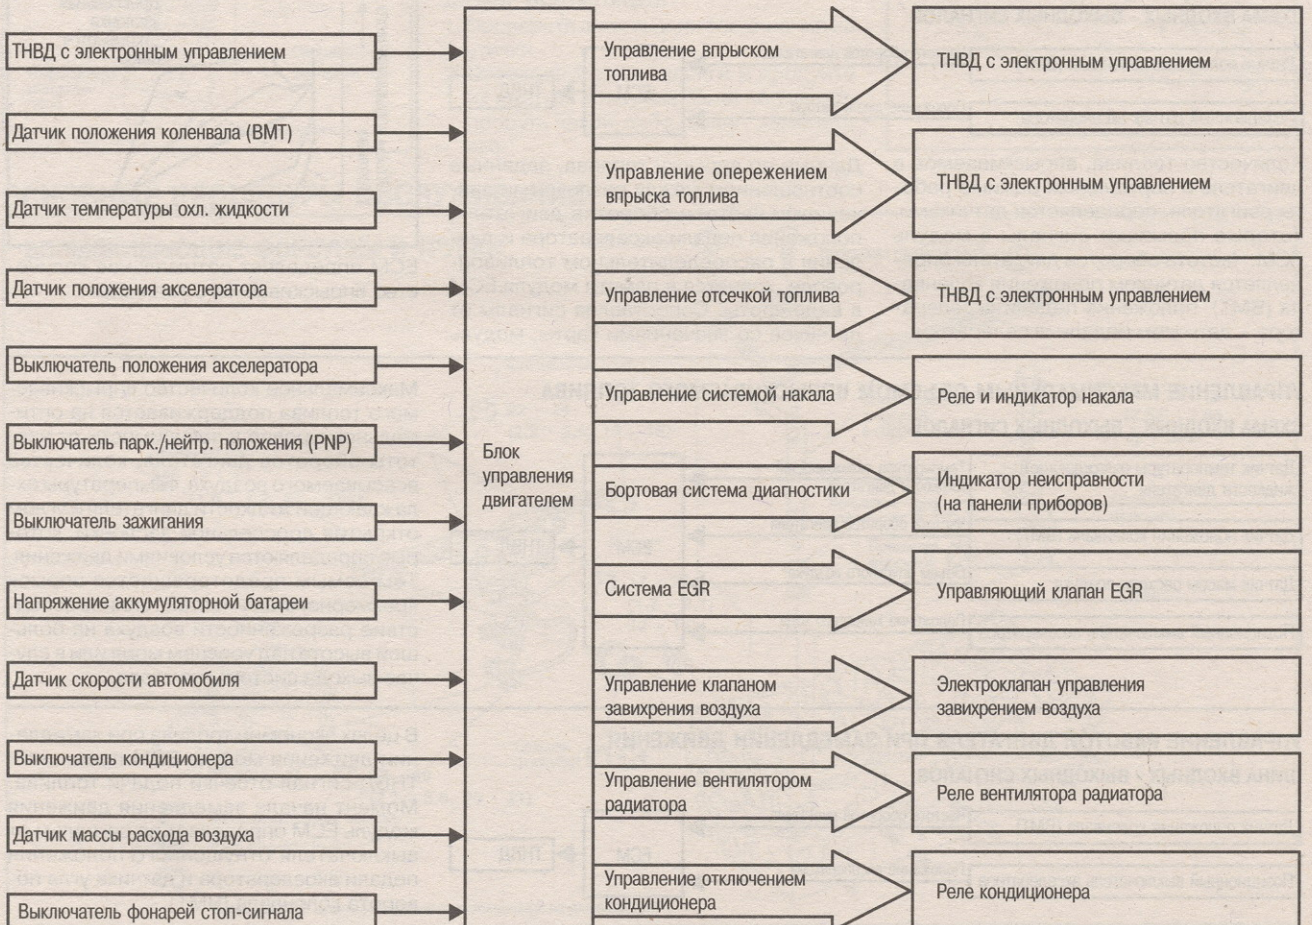 ТНВД с электронным управлением
Датчик положения коленвала (ВМТ)
Датчик температуры охл. жидкости
Датчик положения акселератора
Выключатель положения акселератора
Выключатель парк./нейтр. положения (PNP)
Выключатель зажигания
Напряжение аккумуляторной батареи
Датчик скорости автомобиля
Выключатель кондиционера
Датчик массы расхода воздуха
Выключатель фонарей стоп-сигнала
Блок
управления
двигателем
Управление впрыском
топлива
ТНВД с электронным управлением
Управление опережением
впрыска топлива
ТНВД с электронным управлением
Управление отсечкой топлива
ТНВД с электронным управлением
Управление системой накала
Реле и индикатор накала
Бортовая система диагностики
Индикатор неисправности
(на панели приборов)
Система EGR
Управляющий клапан EGR
Управление клапаном
завихрения воздуха
Электроклапан управления
завихрением воздуха
Управление вентилятором
радиатора
Реле вентилятора радиатора
Управление отключением
кондиционера
Реле кондиционера